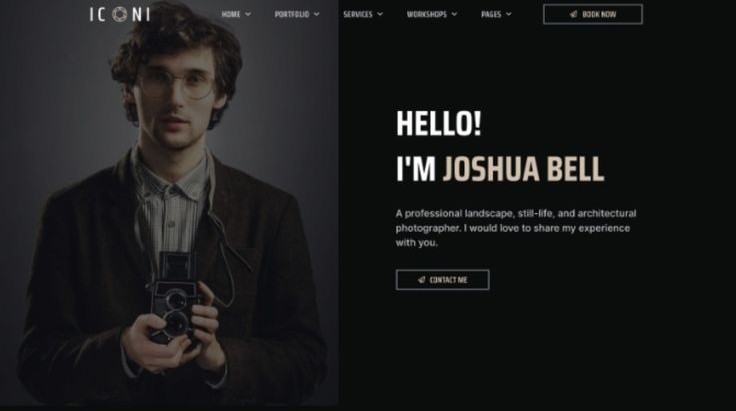 ICONI
HOME
PORTFOLIO
SERVICES
WORKSHOPS
PAGES
BOOK NOW
HELLO!
I'M JOSHUA BELL
A professional landscape, still-life, and architectural
photographer. I would love to share my experience
with you.
CONTACT ME